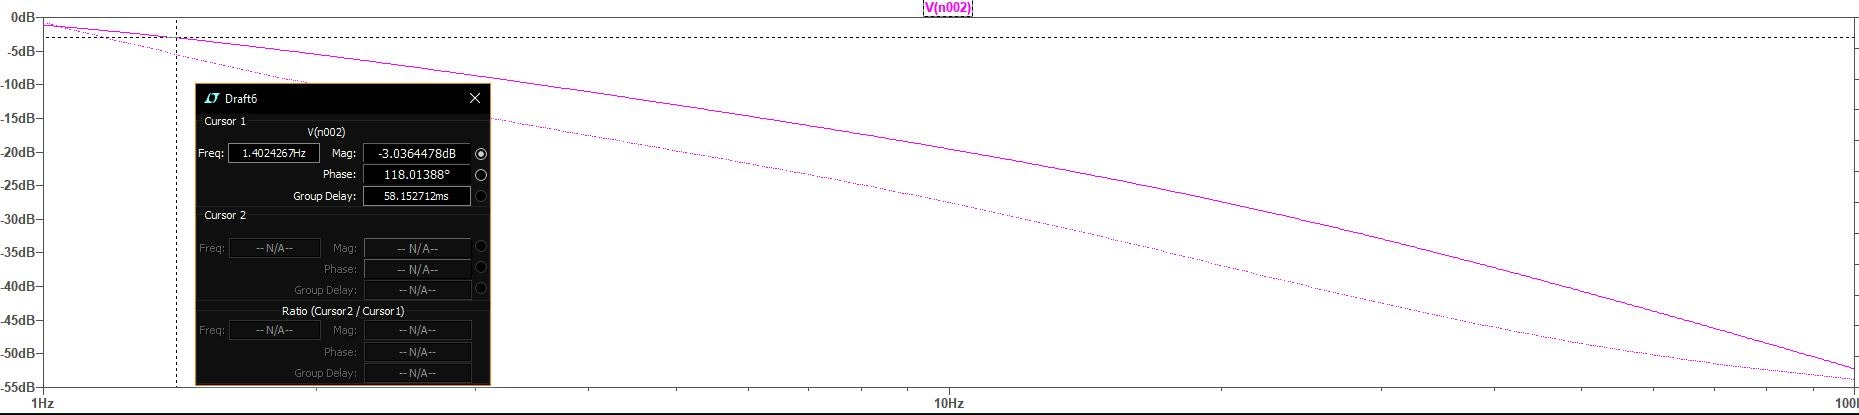 V(n002)
0dB
-5dB
-10dB
-15dB
-20dB
-25dB
-30dB
-35dB
-40dB
-45dB
-50dB
-55dB
Draft6
Cursor 1
V(n002)
Freq: 1.4024267Hz Mag: -3.0364478dB
Phase: 118.01388°
Group Delay: 58.152712ms
Cursor 2
Freq: -- N/A-- Mag: -- N/A--
Phase: -- N/A--
Group Delay: -- N/A--
Ratio (Cursor2 / Cursor1)
Freq: -- N/A-- Mag: -- N/A--
Phase: -- N/A--
Group Delay: -- N/A--
1Hz 10Hz 100